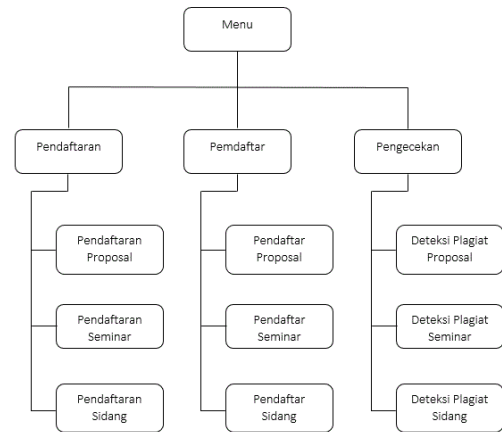 Menu
Pendaftaran
Pemdaftar
Pengecekan
Pendaftaran
Proposal
Pendaftar
Proposal
Deteksi Plagiat
Proposal
Pendaftaran
Seminar
Pendaftar
Seminar
Deteksi Plagiat
Seminar
Pendaftaran
Sidang
Pendaftar
Sidang
Deteksi Plagiat
Sidang